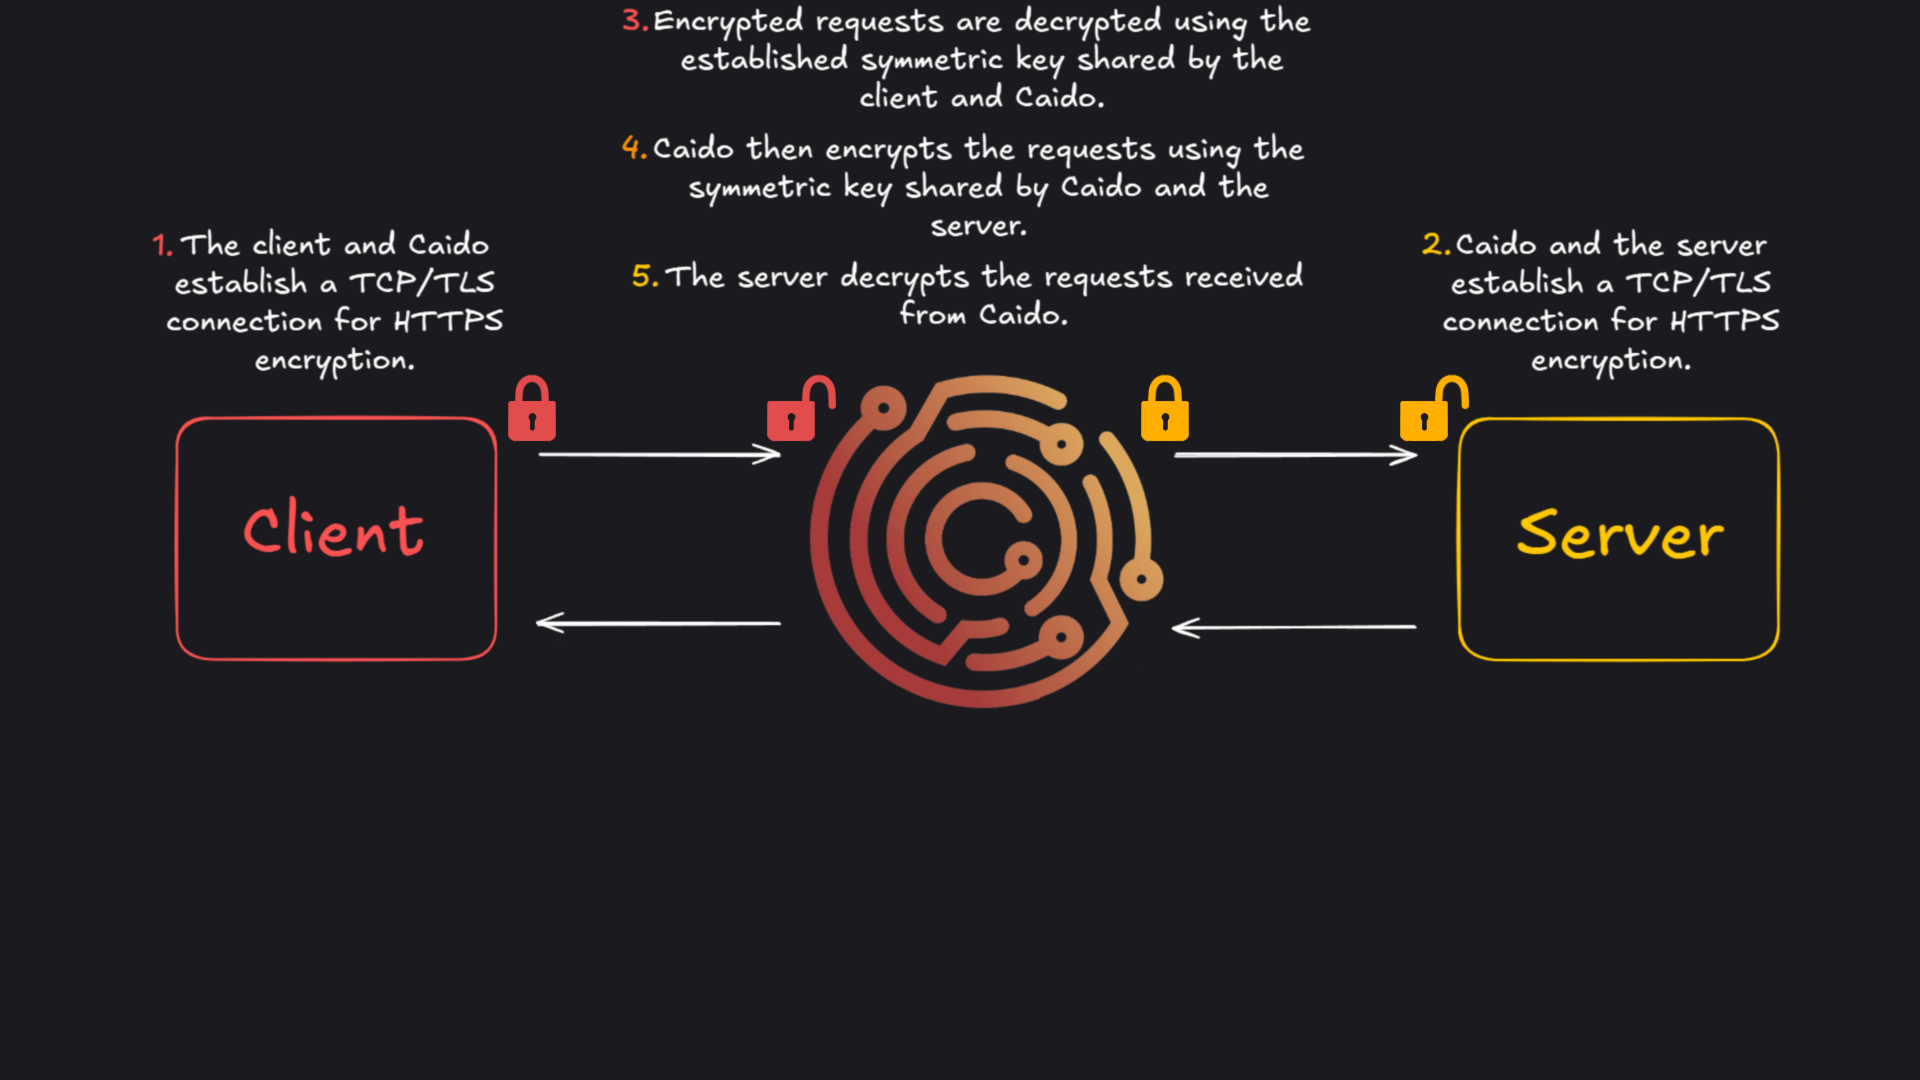 1. The client and Caido
establish a TCP/TLS
connection for HTTPS
encryption.
2. Caido and the server
establish a TCP/TLS
connection for HTTPS
encryption.
3. Encrypted requests are decrypted using the
established symmetric key shared by the
client and Caido.
4. Caido then encrypts the requests using the
symmetric key shared by Caido and the
server.
5. The server decrypts the requests received
from Caido.
Client
Server